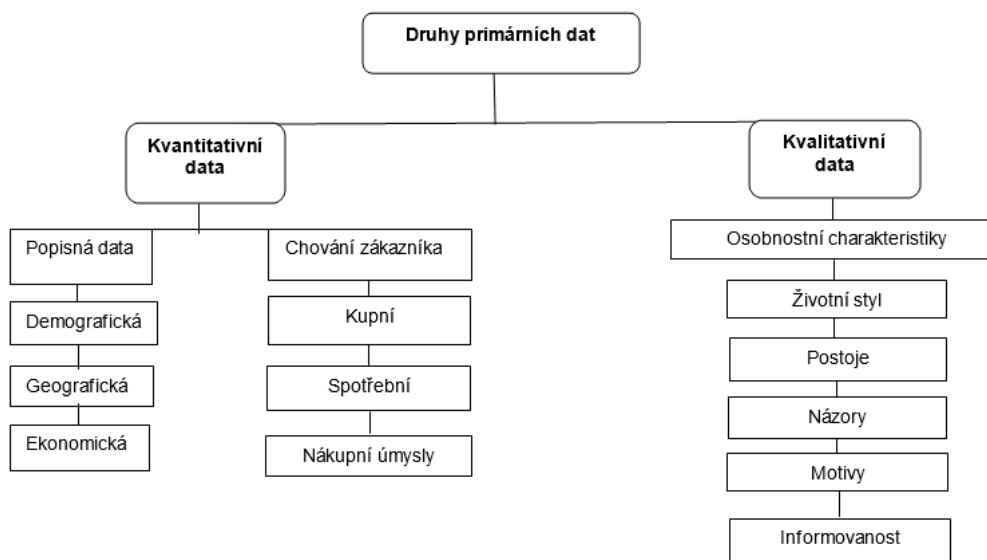 Druhy primárních dat
Kvantitativní
data
Kvalitativní
data
Popisná data
Demografická
Geografická
Ekonomická
Chování zákazníka
Kupní
Spotřební
Nákupní úmysly
Osobnostní charakteristiky
Životní styl
Postoje
Názory
Motivy
Informovanost